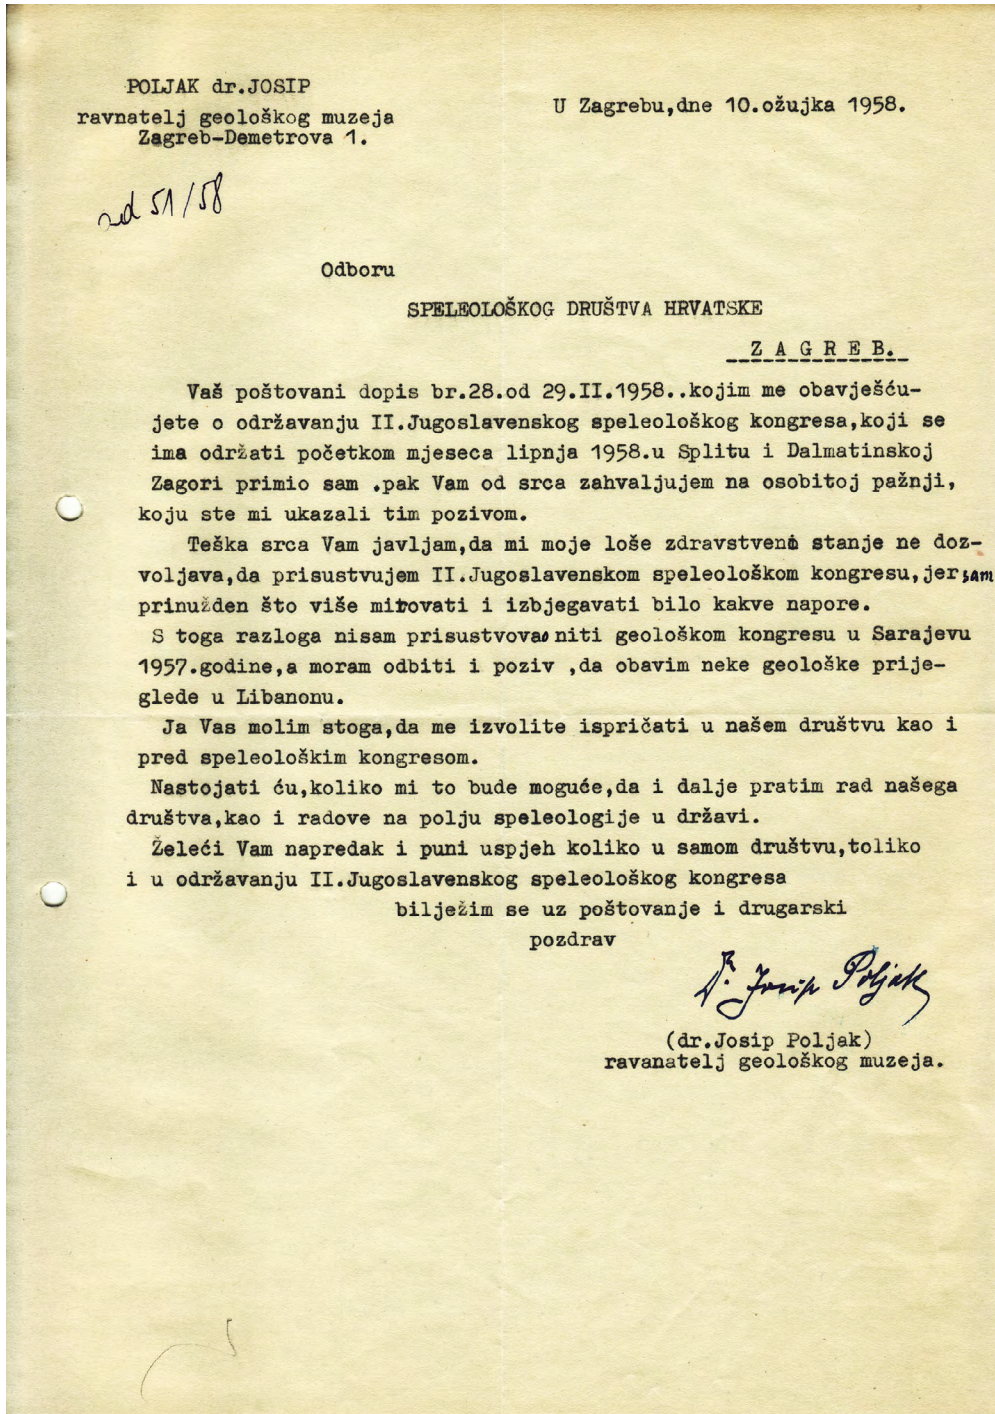 POLJAK dr.JOSIP
ravnatelj geološkog muzeja
Zagreb-Demetrova 1.
U Zagrebu,dne 10.ožujka 1958.
51/58
Odboru
SPELEOLOŠKOG DRUŠTVA HRVATSKE
Z A G R E B.
Vaš poštovani dopis br.28.od 29.II.1958..kojim me obavješću-
jete o održavanju II.Jugoslavenskog speleološkog kongresa,koji se
ima održati početkom mjeseca lipnja 1958.u Splitu i Dalmatinskoj
Zagori primio sam .pak Vam od srca zahvaljujem na osobitoj pažnji,
koju ste mi ukazali tim pozivom.
Teška srca Vam javljam,da mi moje loše zdravstveno stanje ne doz-
voljava,da prisustvujem II.Jugoslavenskom speleološkom kongresu,jer sam
prinužden što više mirovati i izbjegavati bilo kakve napore.
S toga razloga nisam prisustvovao niti geološkom kongresu u Sarajevu
1957.godine,a moram odbiti i poziv ,da obavim neke geološke prije-
glede u Libanonu.
Ja Vas molim stoga,da me izvolite ispričati u našem društvu kao i
pred speleološkim kongresom.
Nastojati ću,koliko mi to bude moguće,da i dalje pratim rad našega
društva,kao i radove na polju speleologije u državi.
Želeći Vam napredak i puni uspjeh koliko u samom društvu,toliko
i u održavanju II.Jugoslavenskog speleološkog kongresa
bilježim se uz poštovanje i drugarski
pozdrav
Dr. Josip Poljak
(dr.Josip Poljak)
ravanatelj geološkog muzeja.